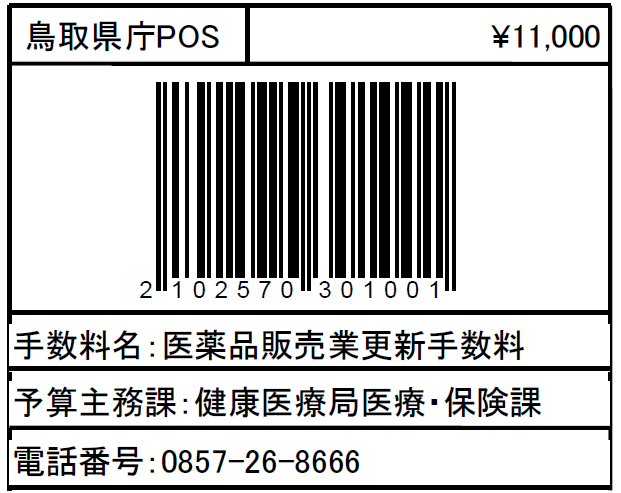 鳥取県庁POS ¥11,000
2 102570 301001
手数料名:医薬品販売業更新手数料
予算主務課:健康医療局医療・保険課
電話番号:0857-26-8666